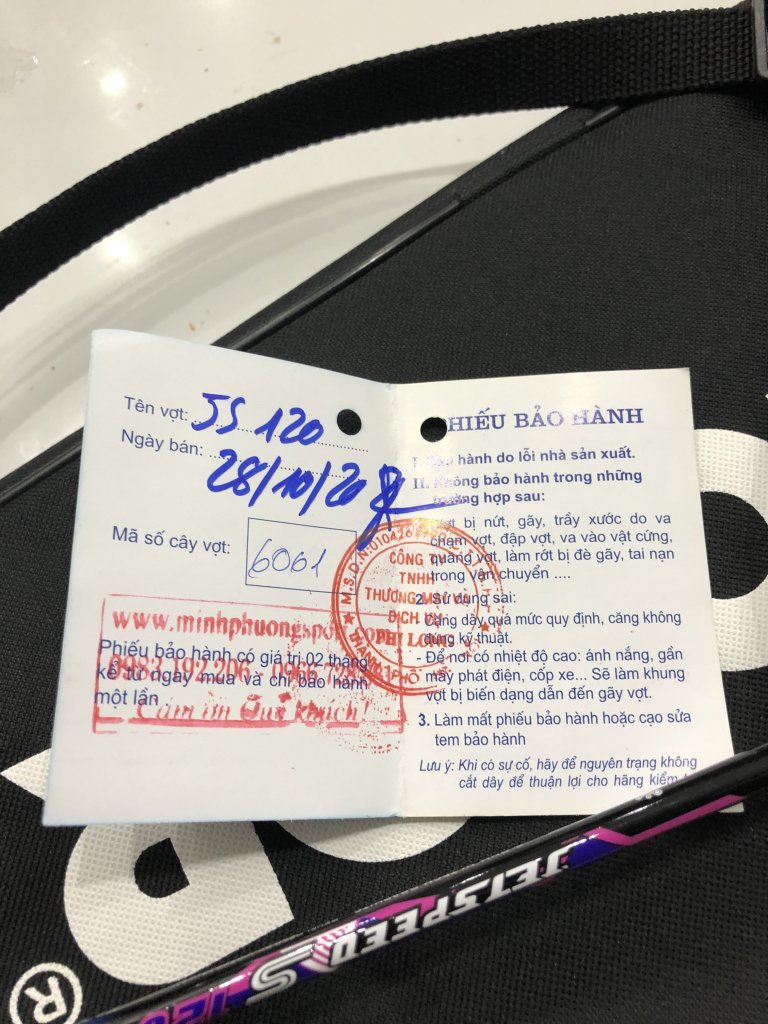 Tên vợt: JS 120
Ngày bán: 28/10/20
Mã số cây vợt: 6061
www.minhphuongspo
Phiếu bảo hành có giá trị 02 tháng
kể từ ngày mua và chỉ bảo hành
một lần
0983.192.206
Cảm ơn Quý khách!
HIẾU BẢO HÀNH
I. hành do lỗi nhà sản xuất.
II. Không bảo hành trong những
trường hợp sau:
bị nứt, gãy, trầy xước do va
chạm vợt, đập vợt, va vào vật cứng,
quăng vợt, làm rớt bị đè gãy, tai nạn
trong vận chuyển ....
2. Sử dụng sai:
- Căng dây quá mức quy định, căng không
đúng kỹ thuật.
- Để nơi có nhiệt độ cao: ánh nắng, gần
máy phát điện, cốp xe... Sẽ làm khung
vợt bị biến dạng dẫn đến gãy vợt.
3. Làm mất phiếu bảo hành hoặc cạo sửa
tem bảo hành
Lưu ý: Khi có sự cố, hãy để nguyên trạng không
cắt dây để thuận lợi cho hãng kiểm
CÔNG TY
TNHH
THƯƠNG MẠI VÀ
DỊCH VỤ
PHI LONG
THÀNH PHỐ
JETSPEED S 120
®